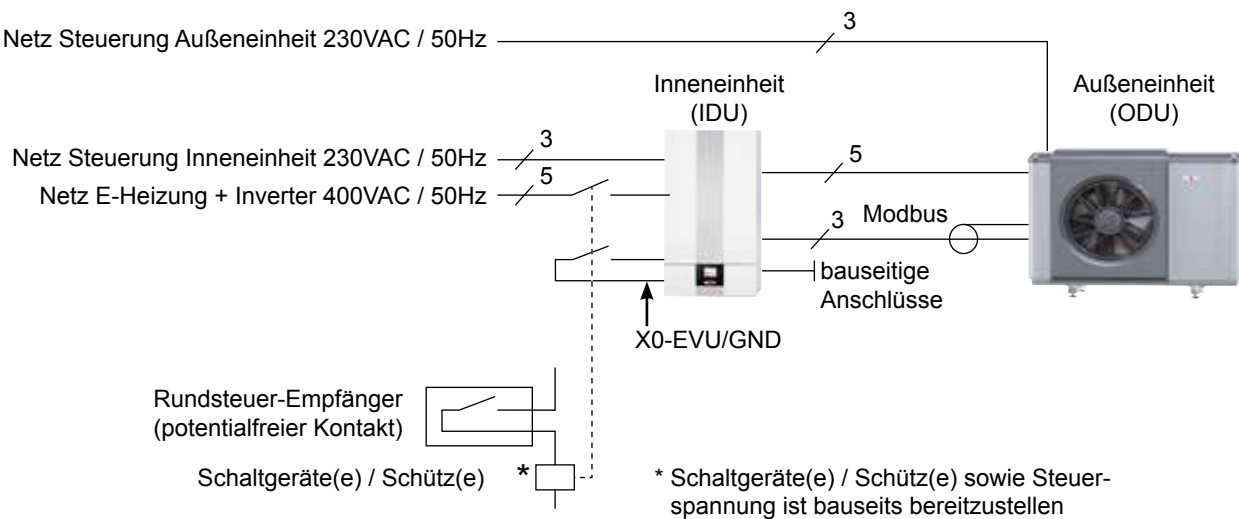 Netz Steuerung Außeneinheit 230VAC / 50Hz
3
Inneneinheit
(IDU)
Außeneinheit
(ODU)
Netz Steuerung Inneneinheit 230VAC / 50Hz
3
5
Netz E-Heizung + Inverter 400VAC / 50Hz
5
3
Modbus
bauseitige
Anschlüsse
X0-EVU/GND
Rundsteuer-Empfänger
(potentialfreier Kontakt)
Schaltgeräte(e) / Schütz(e)
*
* Schaltgeräte(e) / Schütz(e) sowie Steuer-
spannung ist bauseits bereitzustellen